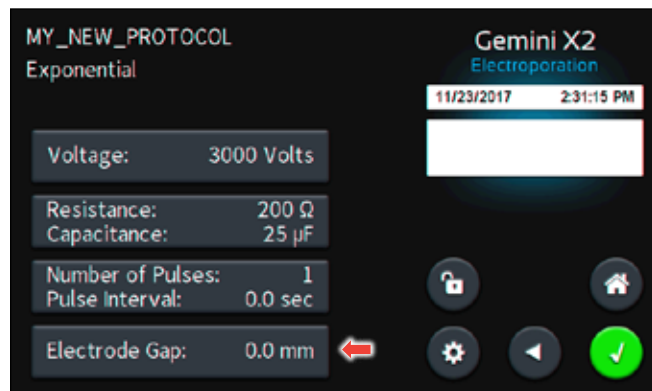 MY_NEW_PROTOCOL
Exponential
Gemini X2
Electroporation
11/23/2017 2:31:15 PM
Voltage: 3000 Volts
Resistance: 200 Ω
Capacitance: 25 µF
Number of Pulses: 1
Pulse Interval: 0.0 sec
Electrode Gap: 0.0 mm